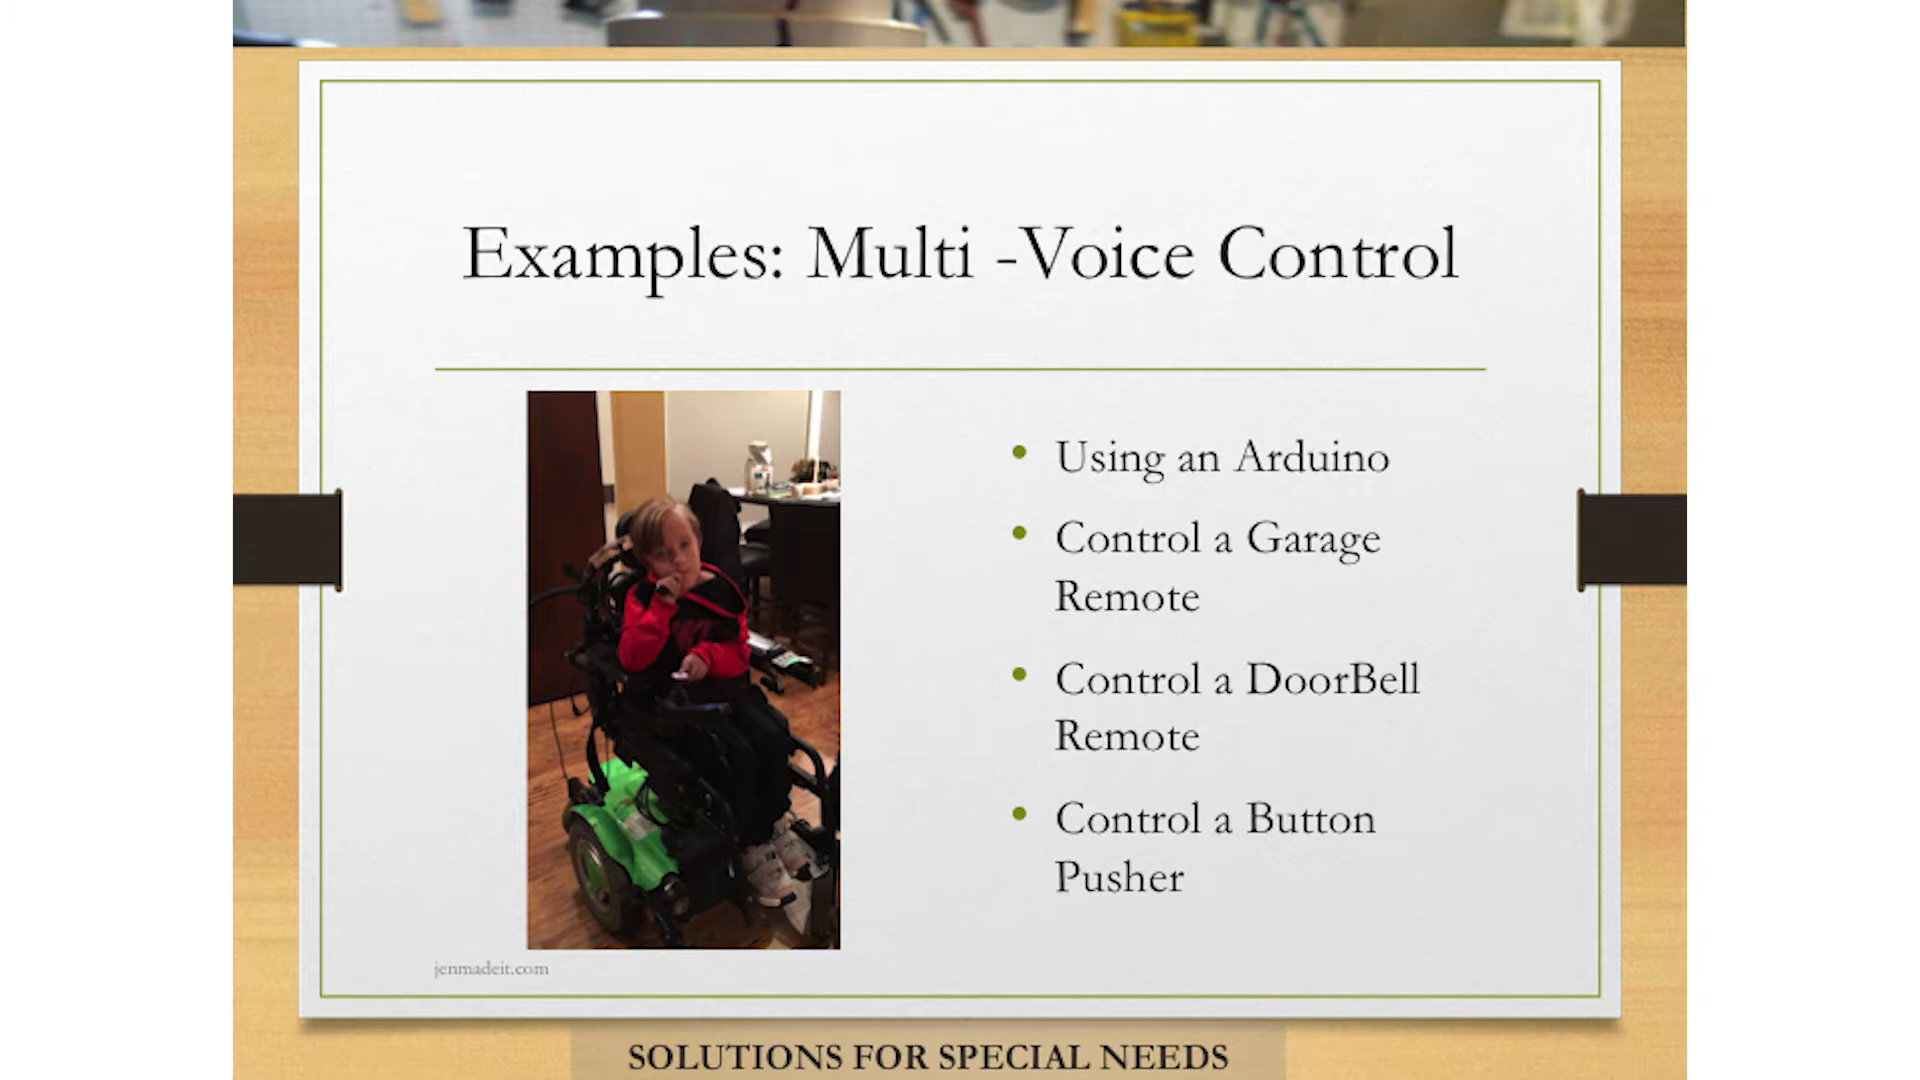 Examples: Multi -Voice Control
• Using an Arduino
• Control a Garage
Remote
• Control a DoorBell
Remote
• Control a Button
Pusher
jenmadeit.com
SOLUTIONS FOR SPECIAL NEEDS